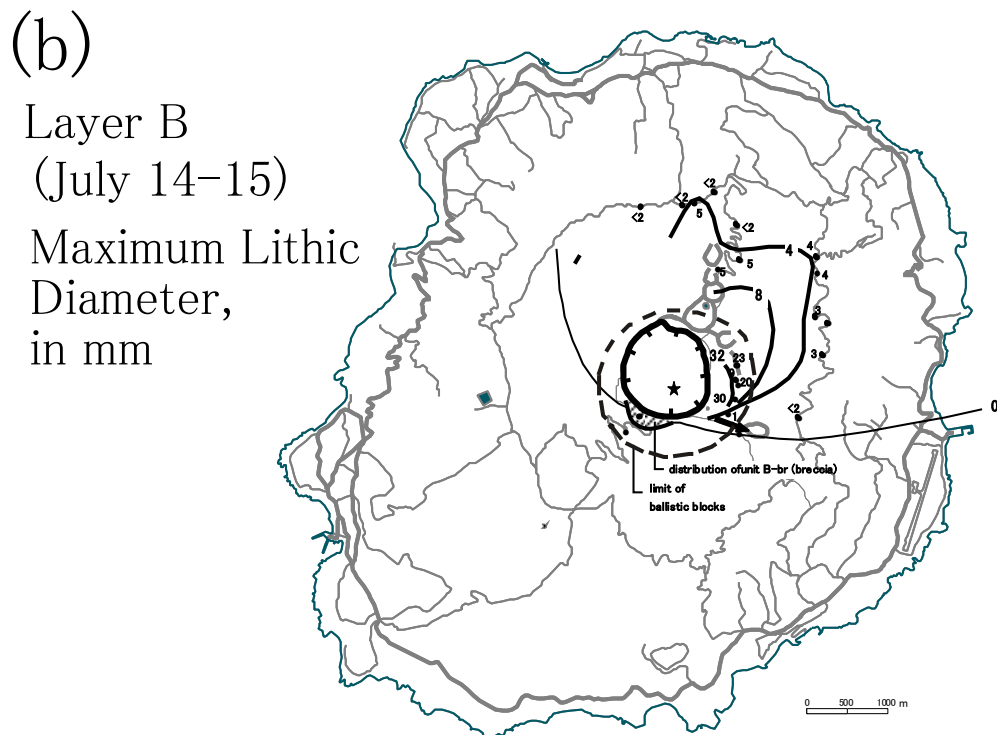 (b)
Layer B
(July 14-15)
Maximum Lithic
Diameter,
in mm
<2
<2
<2
5
<2
4
4
5
5
4
8
3
3
32
23
20
30
1
<2
0
distribution ofunit B-br (breccia)
limit of
ballistic blocks
0 500 1000 m